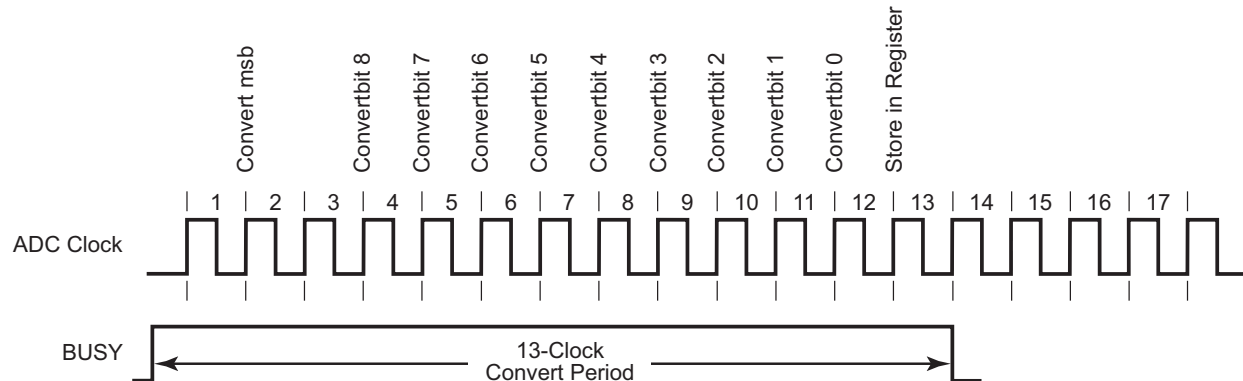 Convert msb
Convertbit 8
Convertbit 7
Convertbit 6
Convertbit 5
Convertbit 4
Convertbit 3
Convertbit 2
Convertbit 1
Convertbit 0
Store in Register
1 2 3 4 5 6 7 8 9 10 11 12 13 14 15 16 17
ADC Clock
BUSY
13-Clock
Convert Period